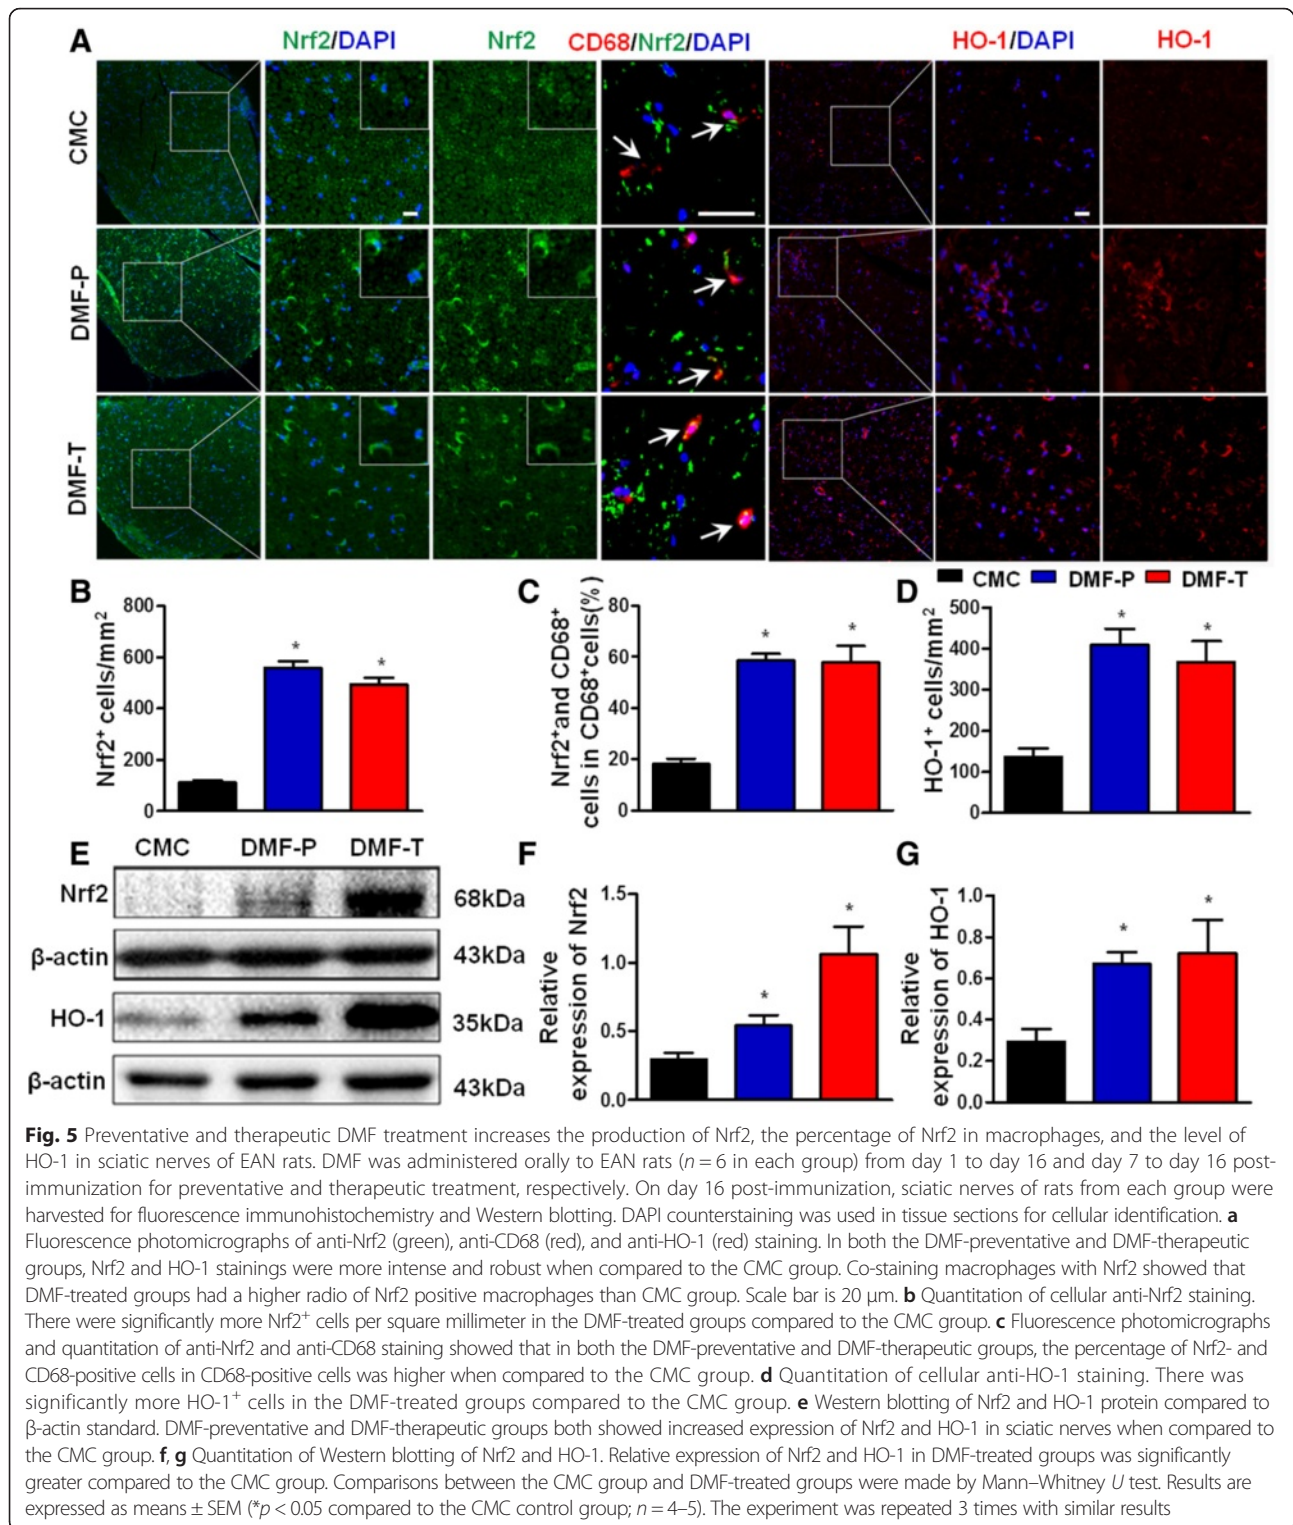 A
Nrf2/DAPI Nrf2 CD68/Nrf2/DAPI HO-1/DAPI HO-1
CMC
DMF-P
DMF-T
CMC DMF-P DMF-T
B
Nrf2⁺ cells/mm²
800
600
400
200
0
* *
C
Nrf2⁺and CD68⁺
cells in CD68⁺cells(%)
80
60
40
20
0
* *
D
HO-1⁺ cells/mm²
500
400
300
200
100
0
* *
E
CMC DMF-P DMF-T
Nrf2 68kDa
β-actin 43kDa
HO-1 35kDa
β-actin 43kDa
F
Relative
expression of Nrf2
1.5
1.0
0.5
0.0
* *
G
Relative
expression of HO-1
1.0
0.8
0.6
0.4
0.2
0.0
* *
Fig. 5 Preventative and therapeutic DMF treatment increases the production of Nrf2, the percentage of Nrf2 in macrophages, and the level of
HO-1 in sciatic nerves of EAN rats. DMF was administered orally to EAN rats (n = 6 in each group) from day 1 to day 16 and day 7 to day 16 post-
immunization for preventative and therapeutic treatment, respectively. On day 16 post-immunization, sciatic nerves of rats from each group were
harvested for fluorescence immunohistochemistry and Western blotting. DAPI counterstaining was used in tissue sections for cellular identification. a
Fluorescence photomicrographs of anti-Nrf2 (green), anti-CD68 (red), and anti-HO-1 (red) staining. In both the DMF-preventative and DMF-therapeutic
groups, Nrf2 and HO-1 stainings were more intense and robust when compared to the CMC group. Co-staining macrophages with Nrf2 showed that
DMF-treated groups had a higher radio of Nrf2 positive macrophages than CMC group. Scale bar is 20 μm. b Quantitation of cellular anti-Nrf2 staining.
There were significantly more Nrf2⁺ cells per square millimeter in the DMF-treated groups compared to the CMC group. c Fluorescence photomicrographs
and quantitation of anti-Nrf2 and anti-CD68 staining showed that in both the DMF-preventative and DMF-therapeutic groups, the percentage of Nrf2- and
CD68-positive cells in CD68-positive cells was higher when compared to the CMC group. d Quantitation of cellular anti-HO-1 staining. There was
significantly more HO-1⁺ cells in the DMF-treated groups compared to the CMC group. e Western blotting of Nrf2 and HO-1 protein compared to
β-actin standard. DMF-preventative and DMF-therapeutic groups both showed increased expression of Nrf2 and HO-1 in sciatic nerves when compared to
the CMC group. f, g Quantitation of Western blotting of Nrf2 and HO-1. Relative expression of Nrf2 and HO-1 in DMF-treated groups was significantly
greater compared to the CMC group. Comparisons between the CMC group and DMF-treated groups were made by Mann–Whitney U test. Results are
expressed as means ± SEM (*p < 0.05 compared to the CMC control group; n = 4–5). The experiment was repeated 3 times with similar results